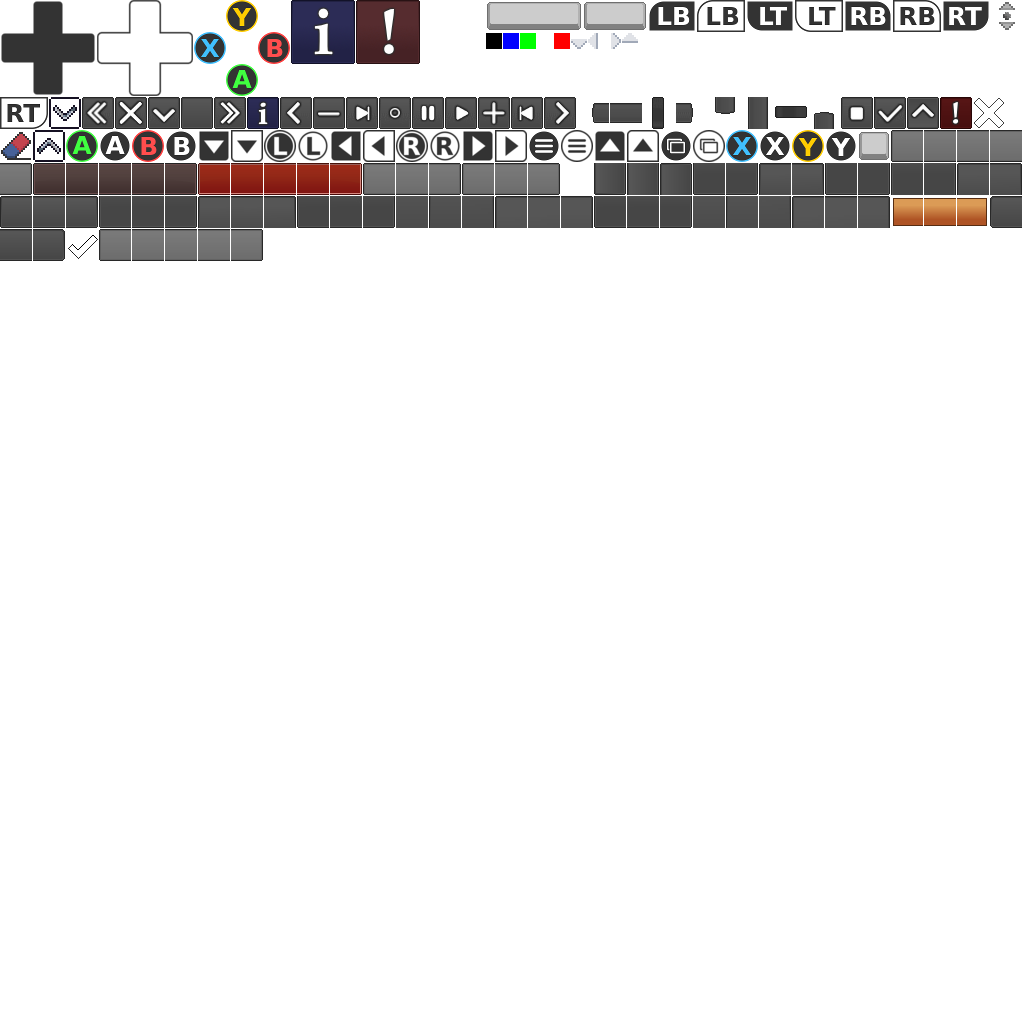 Y
X B
A
i !
LB LB LT LT RB RB RT
RT i !
A A B B L L R R X X Y Y